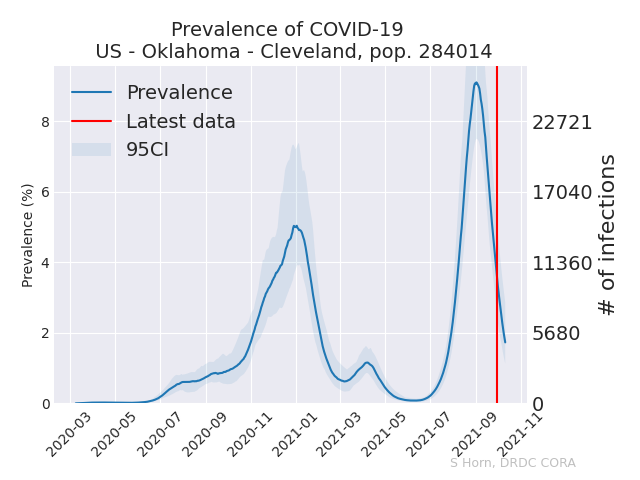 Prevalence of COVID-19
US - Oklahoma - Cleveland, pop. 284014
Prevalence
Latest data
95CI
Prevalence (%)
8
6
4
2
0
22721
17040
11360
5680
0
# of infections
2020-03
2020-05
2020-07
2020-09
2020-11
2021-01
2021-03
2021-05
2021-07
2021-09
2021-11
S Horn, DRDC CORA